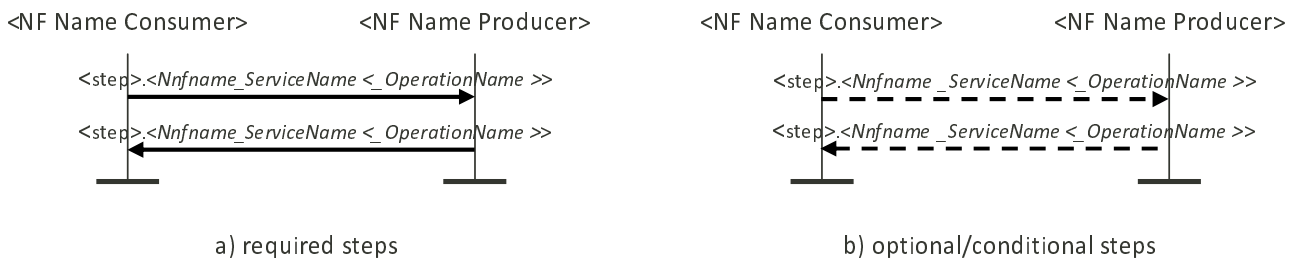 <NF Name Consumer> <NF Name Producer>
<step>.<Nnfname_ServiceName <_OperationName >>
<step>.<Nnfname_ServiceName <_OperationName >>
a) required steps
<NF Name Consumer> <NF Name Producer>
<step>.<Nnfname _ServiceName <_OperationName >>
<step>.<Nnfname _ServiceName <_OperationName >>
b) optional/conditional steps